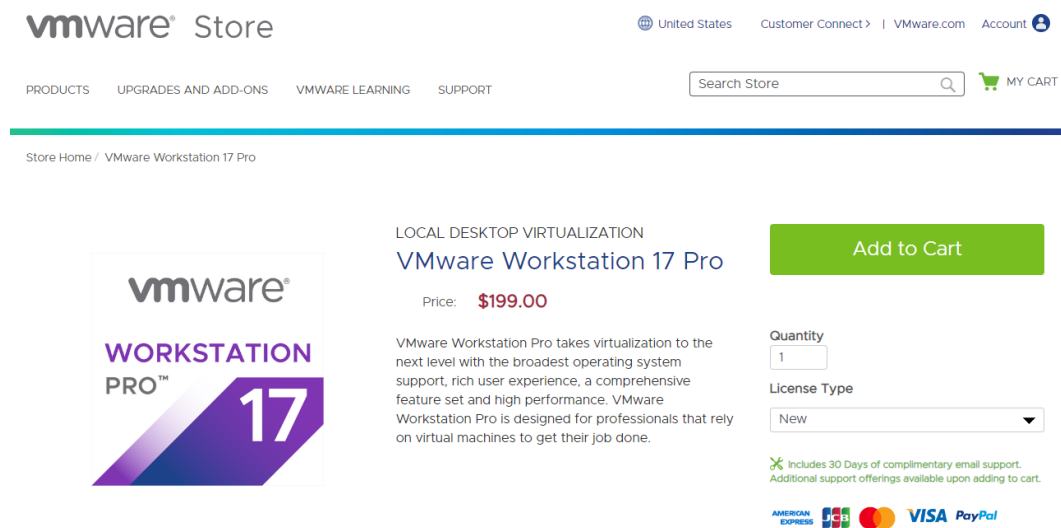 vmware® Store
United States
Customer Connect >
|
VMware.com
Account
PRODUCTS
UPGRADES AND ADD-ONS
VMWARE LEARNING
SUPPORT
Search Store
MY CART
Store Home / VMware Workstation 17 Pro
vmware®
WORKSTATION
PRO™
17
LOCAL DESKTOP VIRTUALIZATION
VMware Workstation 17 Pro
Price: $199.00
VMware Workstation Pro takes virtualization to the
next level with the broadest operating system
support, rich user experience, a comprehensive
feature set and high performance. VMware
Workstation Pro is designed for professionals that rely
on virtual machines to get their job done.
Add to Cart
Quantity
1
License Type
New
Includes 30 Days of complimentary email support.
Additional support offerings available upon adding to cart.
AMERICAN
EXPRESS
JCB
VISA
PayPal